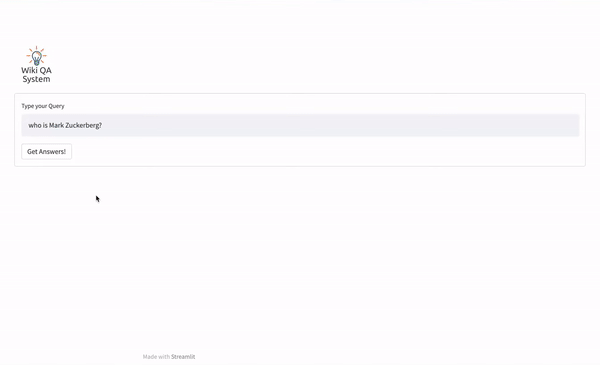 Wiki QA
System
Type your Query
who is Mark Zuckerberg?
Get Answers!
Made with Streamlit